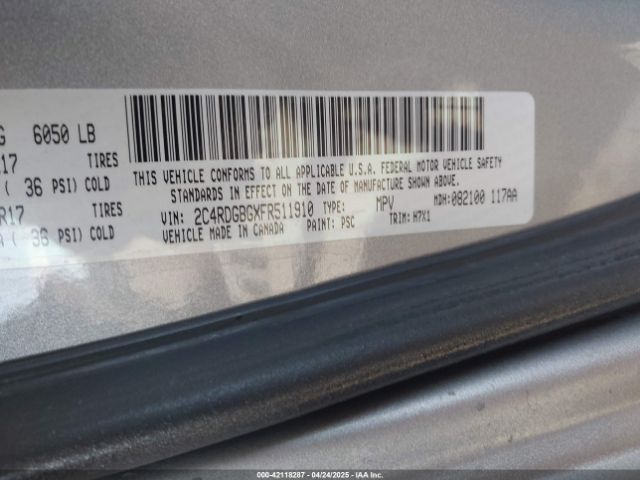 G 6050 LB
R17 TIRES
( 36 PSI) COLD
R17 TIRES
A ( 36 PSI) COLD
THIS VEHICLE CONFORMS TO ALL APPLICABLE U.S.A. FEDERAL MOTOR VEHICLE SAFETY
STANDARDS IN EFFECT ON THE DATE OF MANUFACTURE SHOWN ABOVE.
VIN: 2C4RDGBGXFR511910 TYPE: MPV MDH: 082100 117AA
VEHICLE MADE IN CANADA PAINT: PSC TRIM: H7X1
000-42118287 - 04/24/2025 - IAA Inc.